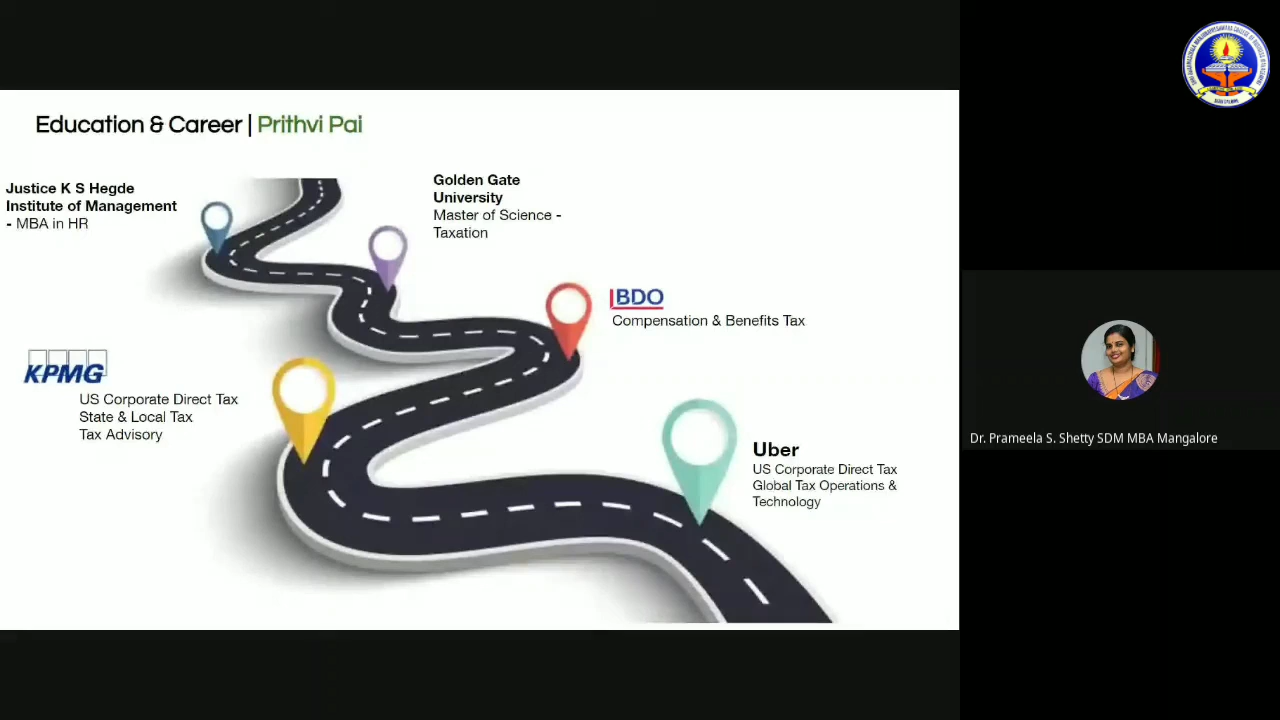 Education & Career | Prithvi Pai
Justice K S Hegde
Institute of Management
- MBA in HR
Golden Gate
University
Master of Science -
Taxation
BDO
Compensation & Benefits Tax
KPMG
US Corporate Direct Tax
State & Local Tax
Tax Advisory
Uber
US Corporate Direct Tax
Global Tax Operations &
Technology
Dr. Prameela S. Shetty SDM MBA Mangalore